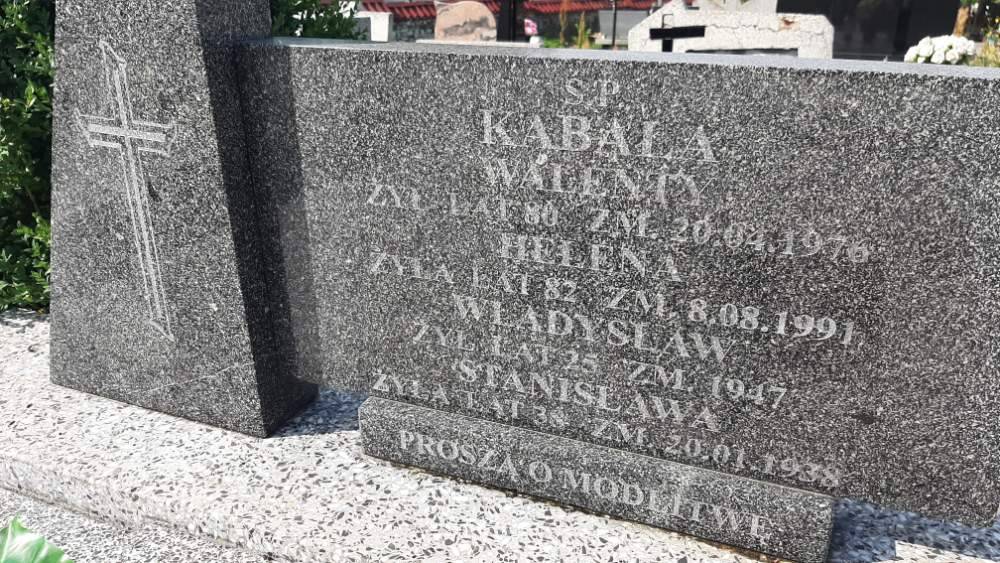 Ś.P.
KABAŁA
WALENTY
ŻYŁ LAT 80 ZM. 20.04.1976
HELENA
ŻYŁA LAT 82 ZM. 8.08.1991
WŁADYSŁAW
ŻYŁ LAT 25 ZM. 1947
STANISŁAWA
ŻYŁA LAT 38 ZM. 20.01.1938
PROSZĄ O MODLITWĘ